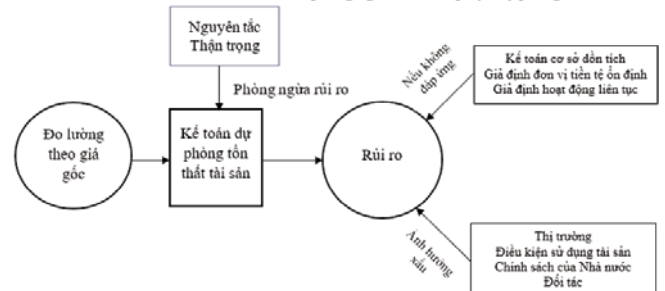 Nguyên tắc
Thận trọng
Phòng ngừa rủi ro
Đo lường
theo giá
gốc
Kế toán dự
phòng tổn
thất tài sản
Rủi ro
Nếu không
đáp ứng
Kế toán cơ sở dồn tích
Giả định đơn vị tiền tệ ổn định
Giả định hoạt động liên tục
Ảnh hưởng
xấu
Thị trường
Điều kiện sử dụng tài sản
Chính sách của Nhà nước
Đối tác